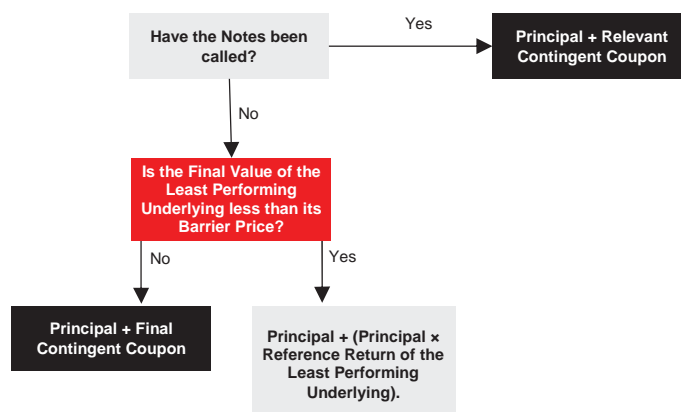 Have the Notes been
called?
Yes
Principal + Relevant
Contingent Coupon
No
Is the Final Value of the
Least Performing
Underlying less than its
Barrier Price?
No
Yes
Principal + Final
Contingent Coupon
Principal + (Principal ×
Reference Return of the
Least Performing
Underlying).